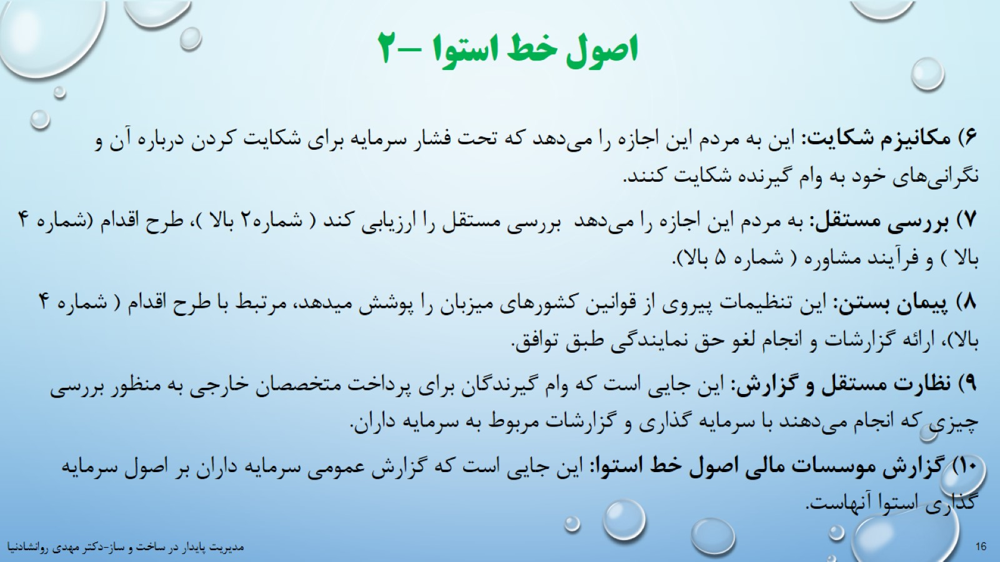 اصول خط استوا –۲
۶) مکانیزم شکایت: این به مردم این اجازه را می‌دهد که تحت فشار سرمایه برای شکایت کردن درباره آن و
نگرانی‌های خود به وام گیرنده شکایت کنند.
۷) بررسی مستقل: به مردم این اجازه را می‌دهد  بررسی مستقل را ارزیابی کند ( شماره۲ بالا )، طرح اقدام (شماره ۴
بالا ) و فرآیند مشاوره ( شماره ۵ بالا).
۸) پیمان بستن: این تنظیمات پیروی از قوانین کشورهای میزبان را پوشش میدهد، مرتبط با طرح اقدام ( شماره ۴
بالا)، ارائه گزارشات و انجام لغو حق نمایندگی طبق توافق.
۹) نظارت مستقل و گزارش: این جایی است که وام گیرندگان برای پرداخت متخصصان خارجی به منظور بررسی
چیزی که انجام می‌دهند با سرمایه گذاری و گزارشات مربوط به سرمایه داران.
۱۰) گزارش موسسات مالی اصول خط استوا: این جایی است که گزارش عمومی سرمایه داران بر اصول سرمایه
گذاری استوا آنهاست.
مدیریت پایدار در ساخت و ساز-دکتر مهدی روانشادنیا
16